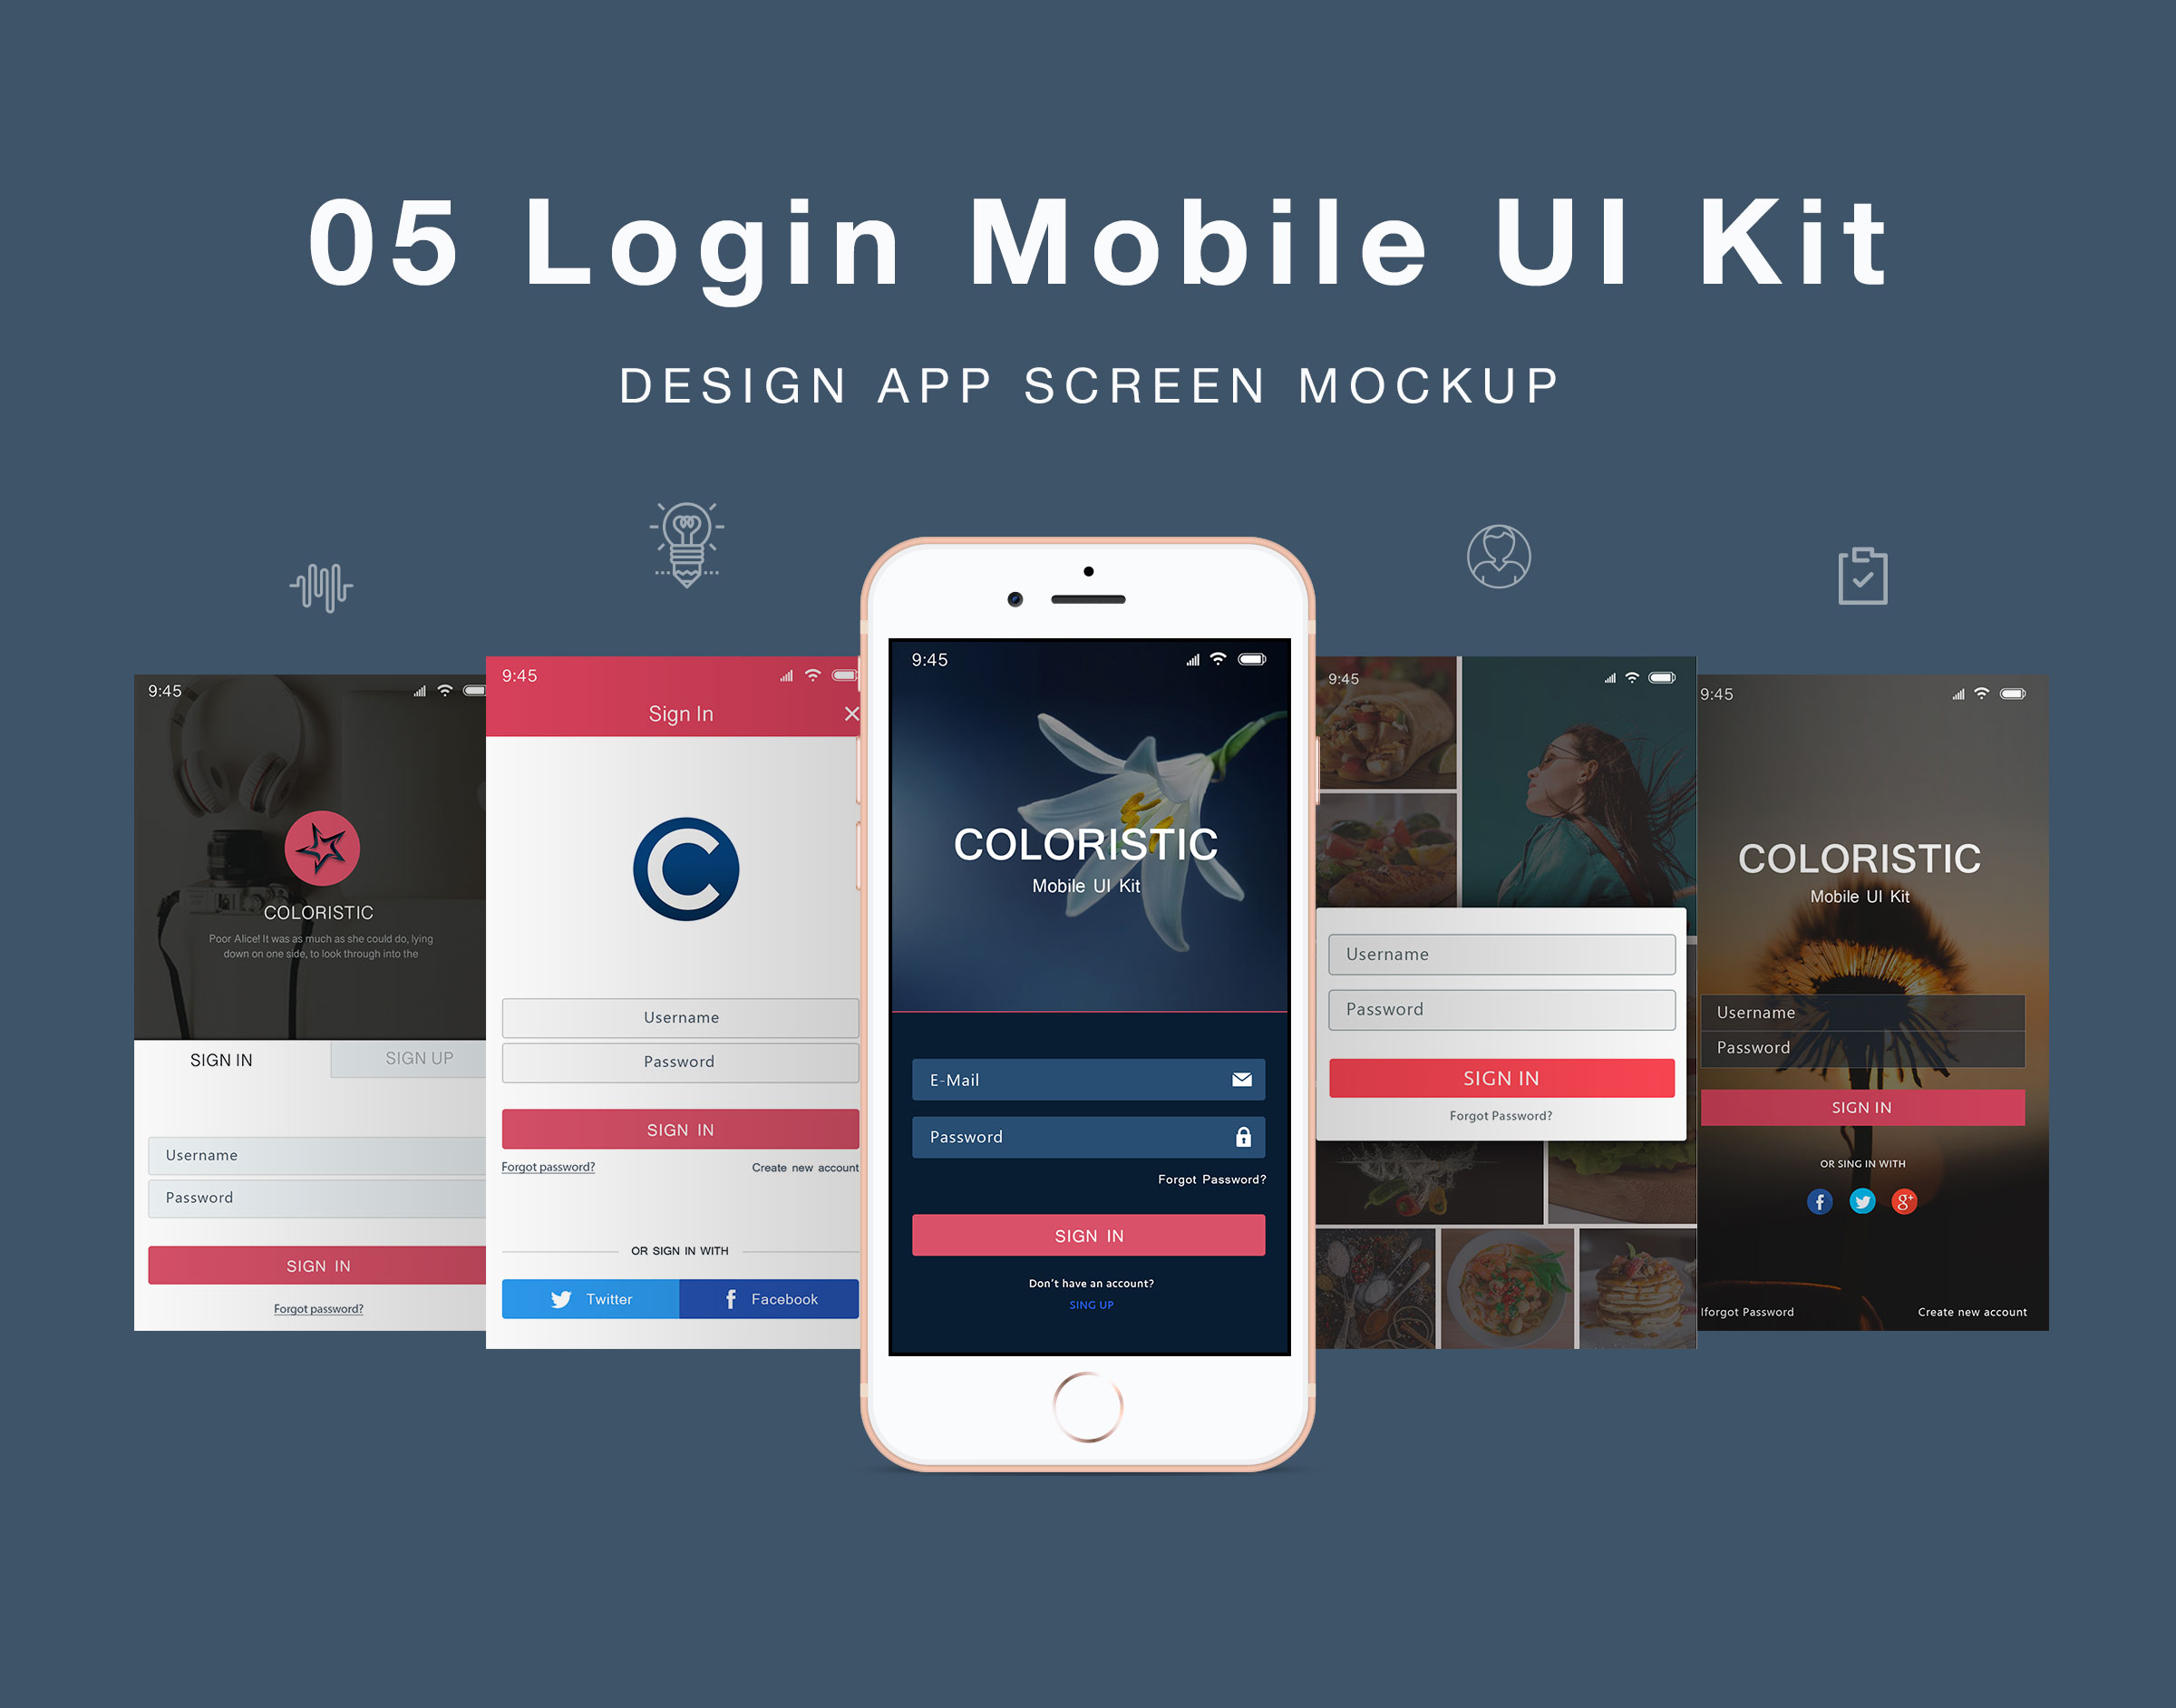 05 Login Mobile UI Kit
DESIGN APP SCREEN MOCKUP
9:45
COLORISTIC
Poor Alice! It was as much as she could do, lying
down on one side, to look through into the
SIGN IN
SIGN UP
Username
Password
SIGN IN
Forgot password?
9:45
Sign In
C
Username
Password
SIGN IN
Forgot password?
Create new account
OR SIGN IN WITH
Twitter
Facebook
9:45
COLORISTIC
Mobile UI Kit
E-Mail
Password
Forgot Password?
SIGN IN
Don't have an account?
SING UP
9:45
Username
Password
SIGN IN
Forgot Password?
9:45
COLORISTIC
Mobile UI Kit
Username
Password
SIGN IN
OR SING IN WITH
f
g+
Iforgot Password
Create new account